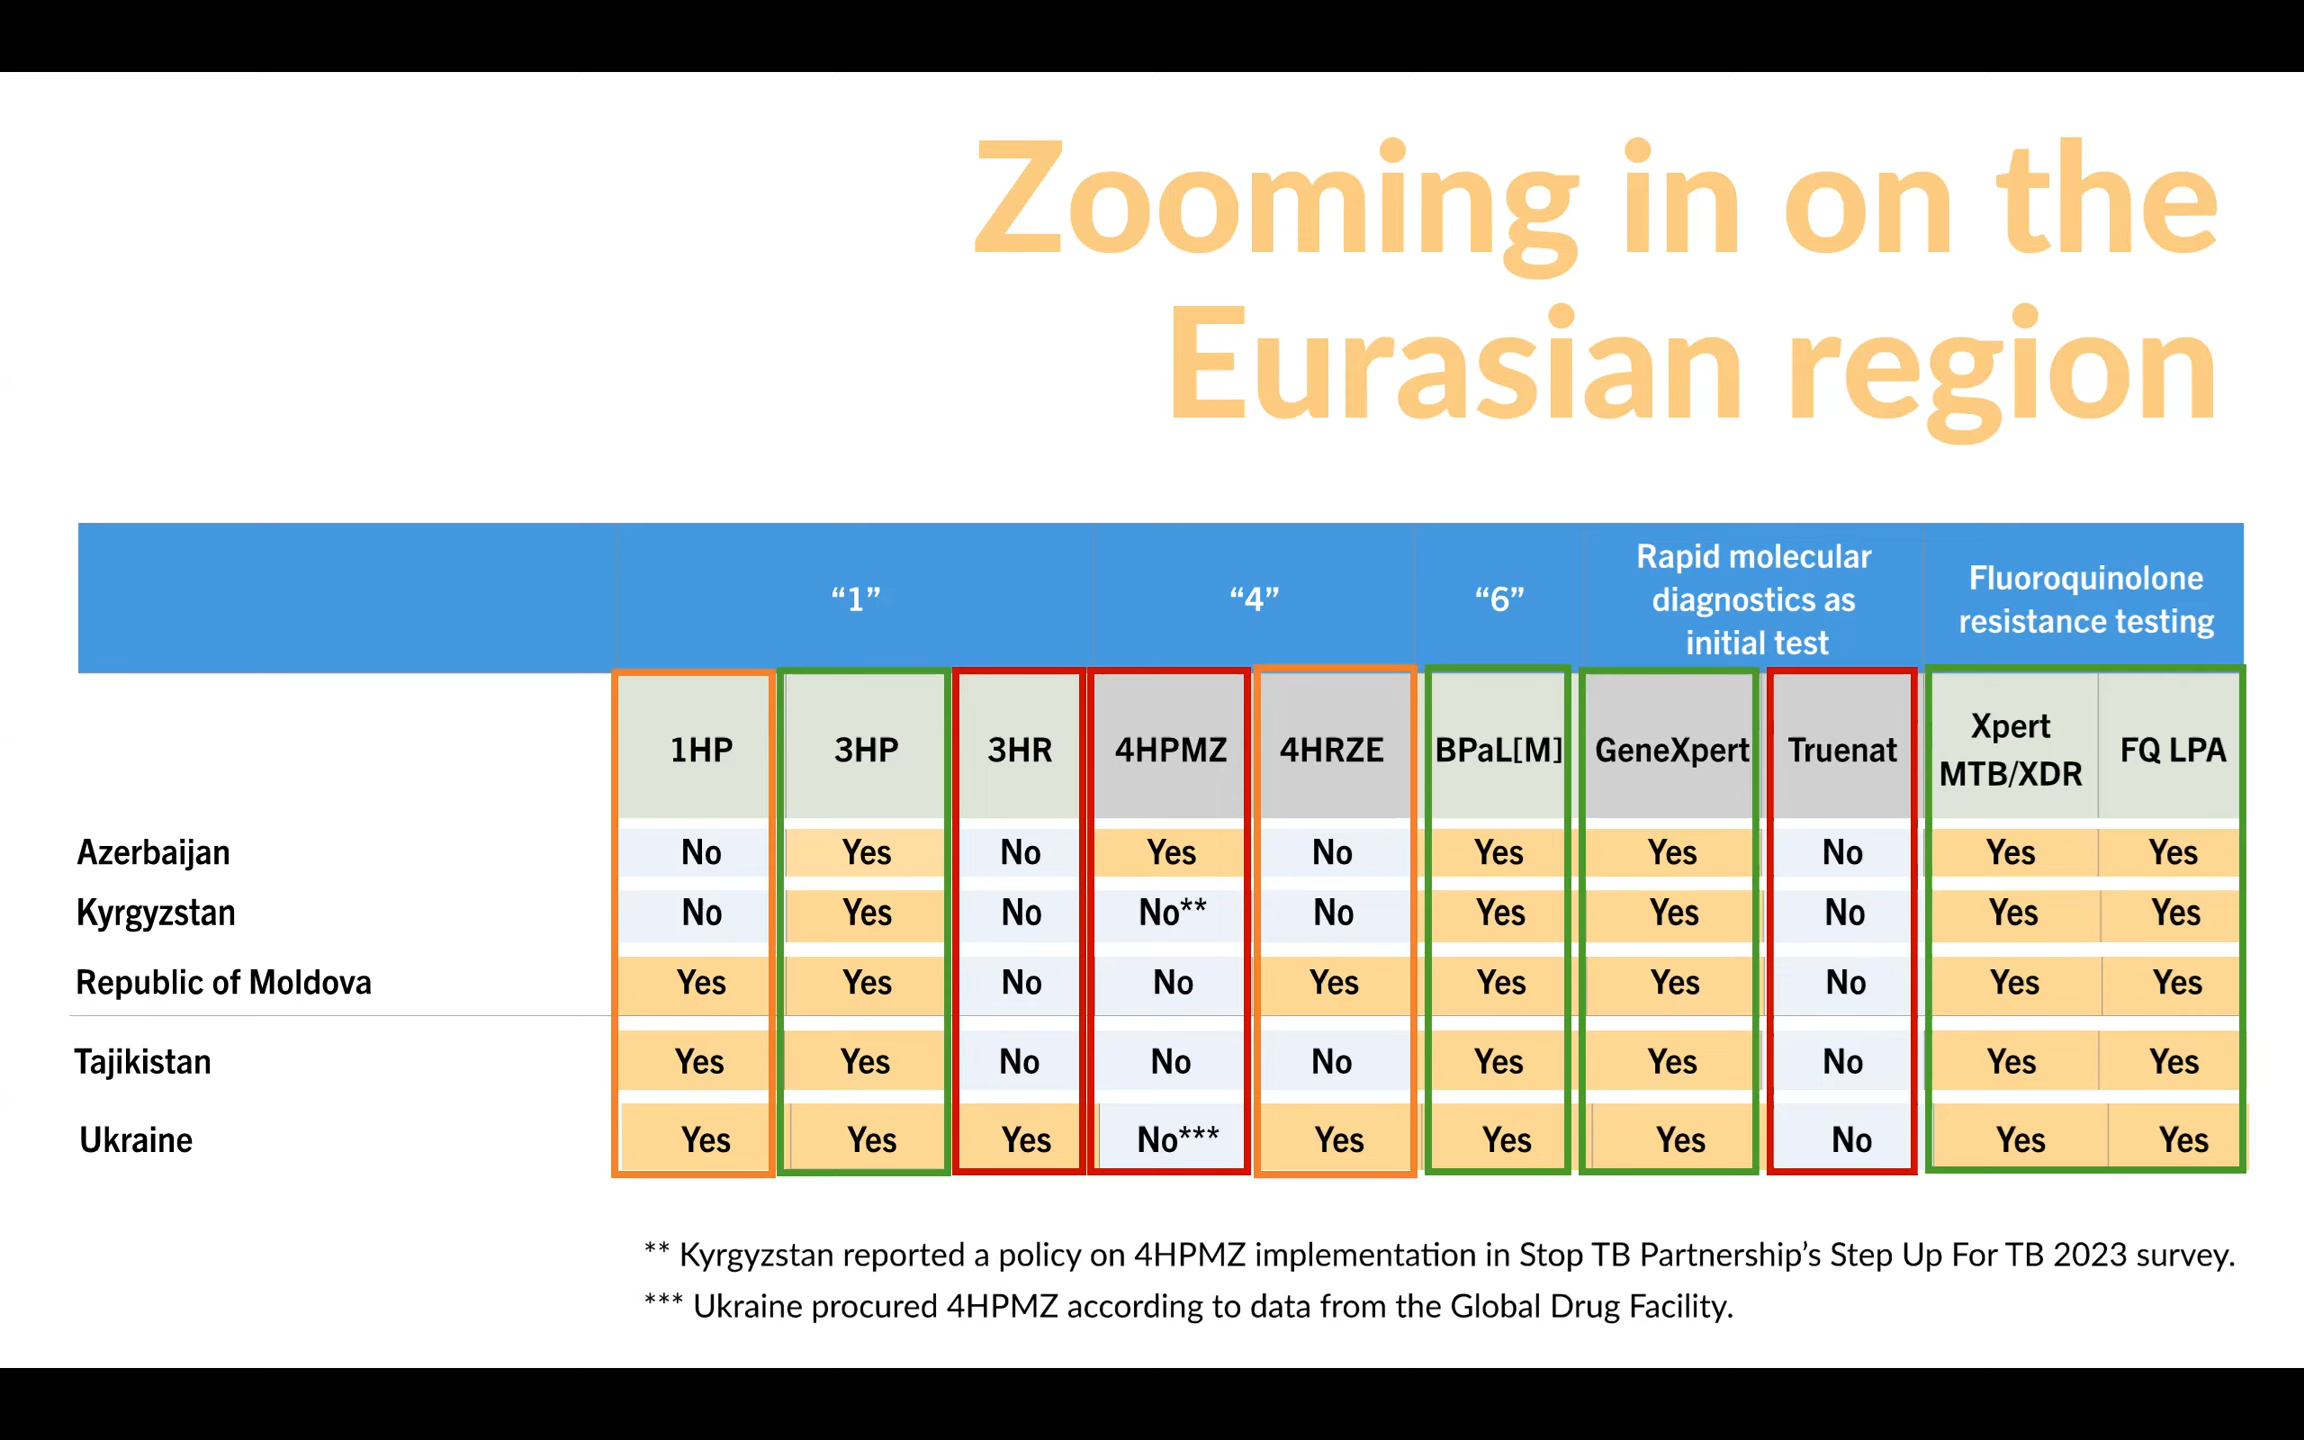 Zooming in on the
Eurasian region
“1” “4” “6” Rapid molecular diagnostics as initial test Fluoroquinolone resistance testing
1HP 3HP 3HR 4HPMZ 4HRZE BPaL[M] GeneXpert Truenat Xpert MTB/XDR FQ LPA
Azerbaijan No Yes No Yes No Yes Yes No Yes Yes
Kyrgyzstan No Yes No No** No Yes Yes No Yes Yes
Republic of Moldova Yes Yes No No Yes Yes Yes No Yes Yes
Tajikistan Yes Yes No No No Yes Yes No Yes Yes
Ukraine Yes Yes Yes No*** Yes Yes Yes No Yes Yes
** Kyrgyzstan reported a policy on 4HPMZ implementation in Stop TB Partnership’s Step Up For TB 2023 survey.
*** Ukraine procured 4HPMZ according to data from the Global Drug Facility.